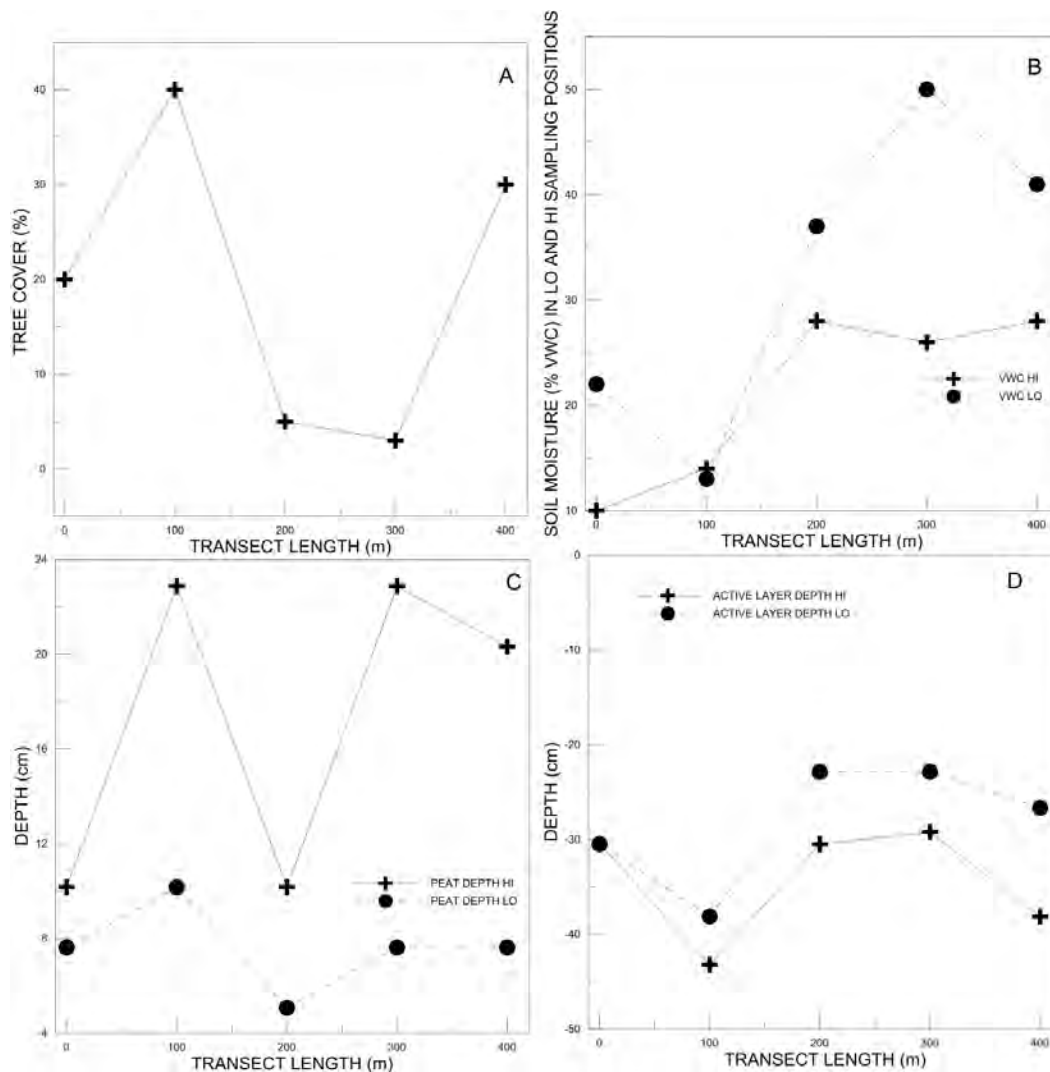 A
TREE COVER (%)
40
30
20
10
0
0 100 200 300 400
TRANSECT LENGTH (m)
B
SOIL MOISTURE (% VWC) IN LO AND HI SAMPLING POSITIONS
50
40
30
20
10
VWC HI
VWC LO
0 100 200 300 400
TRANSECT LENGTH (m)
C
DEPTH (cm)
24
20
16
12
8
4
PEAT DEPTH HI
PEAT DEPTH LO
0 100 200 300 400
TRANSECT LENGTH (m)
D
DEPTH (cm)
0
-10
-20
-30
-40
-50
ACTIVE LAYER DEPTH HI
ACTIVE LAYER DEPTH LO
0 100 200 300 400
TRANSECT LENGTH (m)